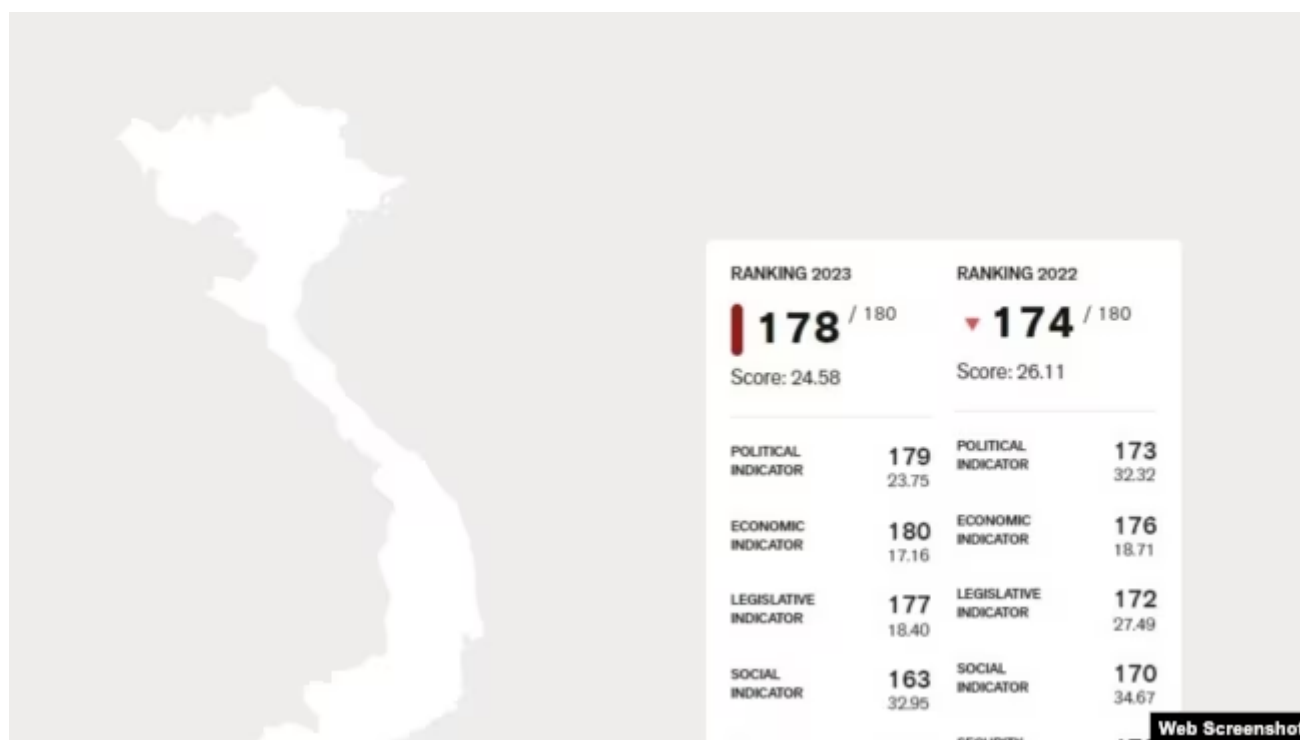 RANKING 2023
178 / 180
Score: 24.58
POLITICAL
INDICATOR
179
23.75
ECONOMIC
INDICATOR
180
17.16
LEGISLATIVE
INDICATOR
177
18.40
SOCIAL
INDICATOR
163
32.95
RANKING 2022
174 / 180
Score: 26.11
POLITICAL
INDICATOR
173
32.32
ECONOMIC
INDICATOR
176
18.71
LEGISLATIVE
INDICATOR
172
27.49
SOCIAL
INDICATOR
170
34.67
Web Screenshot